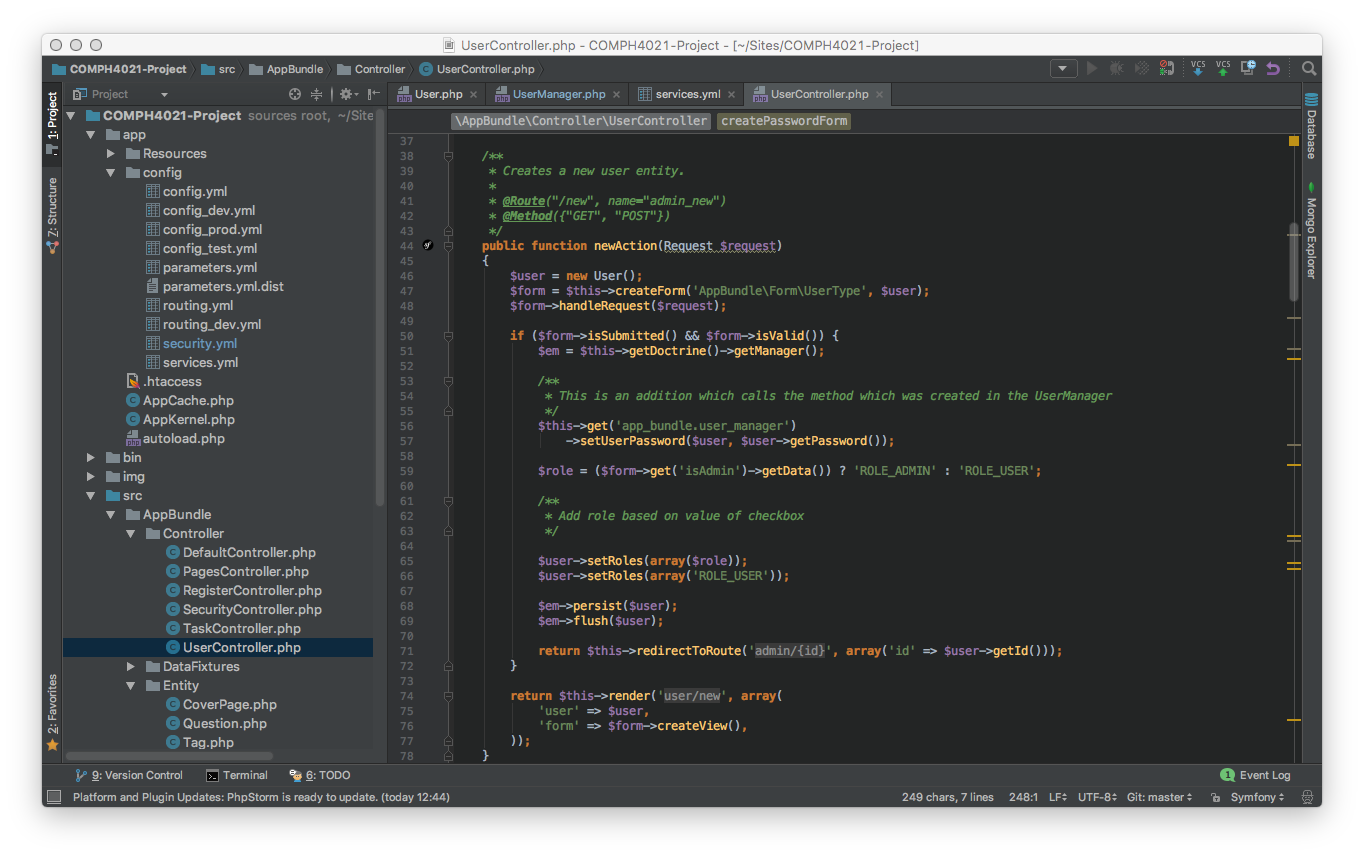 UserController.php - COMPH4021-Project - [~/Sites/COMPH4021-Project]
COMPH4021-Project src AppBundle Controller UserController.php
VCS VCS
Project
User.php UserManager.php services.yml UserController.php
\AppBundle\Controller\UserController createPasswordForm
1: Project
Z: Structure
2: Favorites
COMPH4021-Project sources root, ~/Site
app
Resources
config
config.yml
config_dev.yml
config_prod.yml
config_test.yml
parameters.yml
parameters.yml.dist
routing.yml
routing_dev.yml
security.yml
services.yml
.htaccess
AppCache.php
AppKernel.php
autoload.php
bin
img
src
AppBundle
Controller
DefaultController.php
PagesController.php
RegisterController.php
SecurityController.php
TaskController.php
UserController.php
DataFixtures
Entity
CoverPage.php
Question.php
Tag.php
37
38 /**
39 * Creates a new user entity.
40 *
41 * @Route("/new", name="admin_new")
42 * @Method({"GET", "POST"})
43 */
44 public function newAction(Request $request)
45 {
46 $user = new User();
47 $form = $this->createForm('AppBundle\Form\UserType', $user);
48 $form->handleRequest($request);
49
50 if ($form->isSubmitted() && $form->isValid()) {
51 $em = $this->getDoctrine()->getManager();
52
53 /**
54 * This is an addition which calls the method which was created in the UserManager
55 */
56 $this->get('app_bundle.user_manager')
57 ->setUserPassword($user, $user->getPassword());
58
59 $role = ($form->get('isAdmin')->getData()) ? 'ROLE_ADMIN' : 'ROLE_USER';
60
61 /**
62 * Add role based on value of checkbox
63 */
64
65 $user->setRoles(array($role));
66 $user->setRoles(array('ROLE_USER'));
67
68 $em->persist($user);
69 $em->flush($user);
70
71 return $this->redirectToRoute('admin/{id}', array('id' => $user->getId()));
72 }
73
74 return $this->render('user/new', array(
75 'user' => $user,
76 'form' => $form->createView(),
77 ));
78 }
Database
Mongo Explorer
9: Version Control Terminal 6: TODO 1 Event Log
Platform and Plugin Updates: PhpStorm is ready to update. (today 12:44) 249 chars, 7 lines 248:1 LF UTF-8 Git: master Symfony